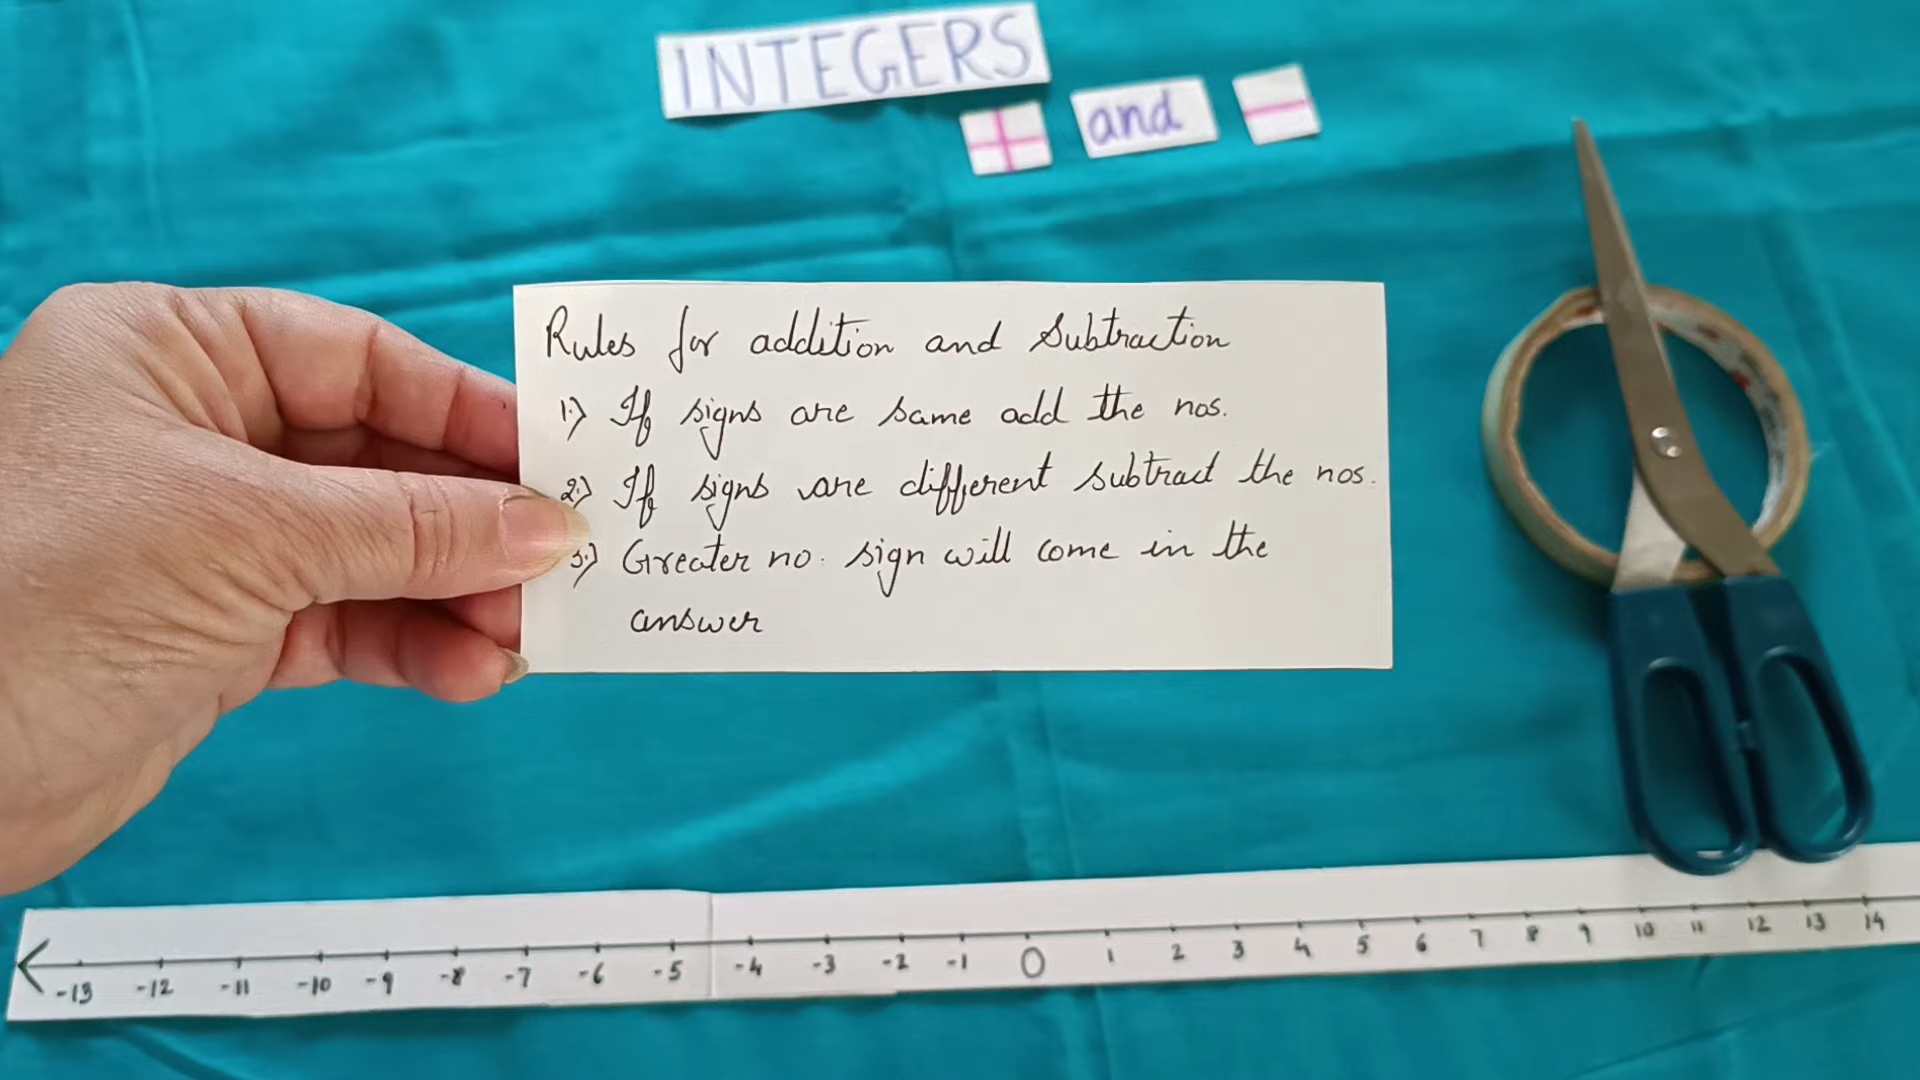 INTEGERS
+ and -
Rules for addition and Subtraction
1.) If signs are same add the nos.
2.) If signs are different subtract the nos.
3.) Greater no. sign will come in the
answer
-13 -12 -11 -10 -9 -8 -7 -6 -5 -4 -3 -2 -1 0 1 2 3 4 5 6 7 8 9 10 11 12 13 14